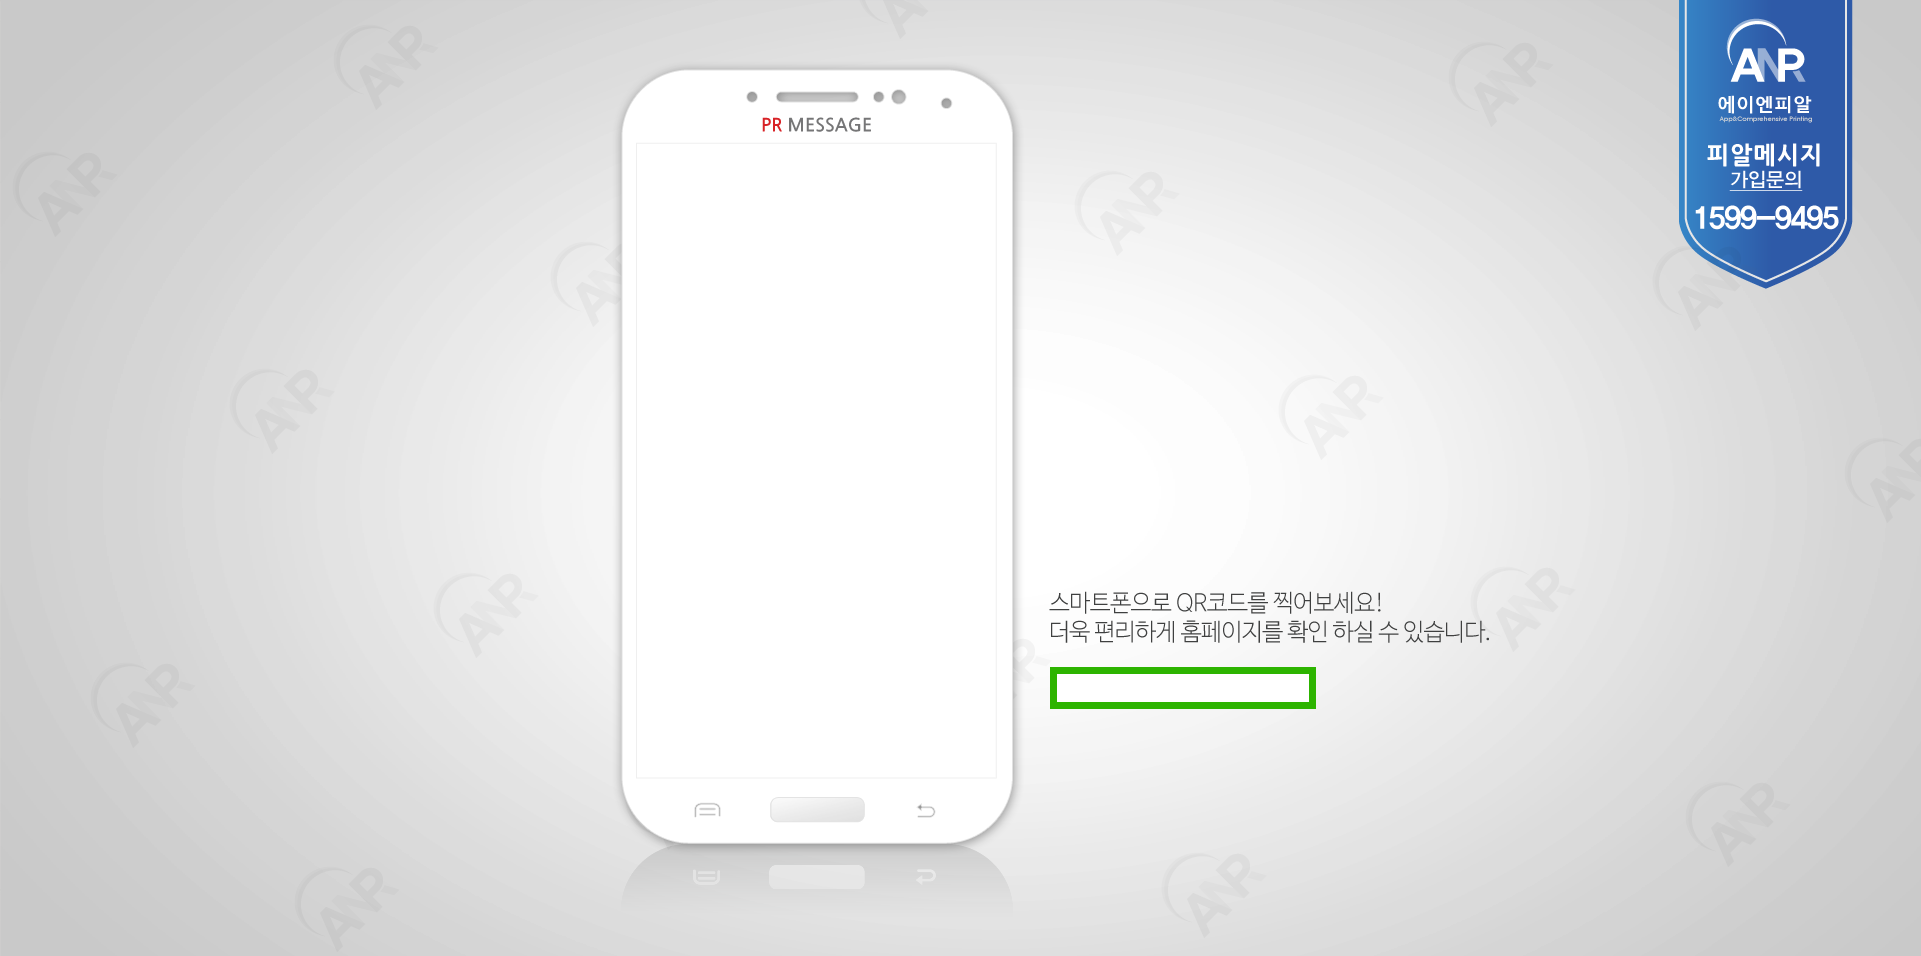 PR MESSAGE
ANR
에이엔피알
App&Comprehensive Printing
피알메시지
가입문의
1599-9495
스마트폰으로 QR코드를 찍어보세요!
더욱 편리하게 홈페이지를 확인 하실 수 있습니다.